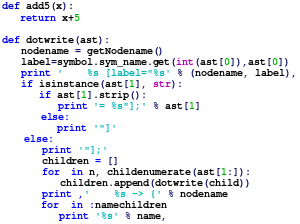 def add5(x):
    return x+5

def dotwrite(ast):
    nodename = getNodename()
    label=symbol.sym_name.get(int(ast[0]),ast[0])
    print '    %s [label="%s' % (nodename, label),
    if isinstance(ast[1], str):
        if ast[1].strip():
            print '= %s"];' % ast[1]
        else:
            print '"]'
    else:
        print '"];'
        children = []
        for  in n, childenumerate(ast[1:]):
            children.append(dotwrite(child))
        print ,'    %s -> {' % nodename
        for  in :namechildren
            print '%s' % name,